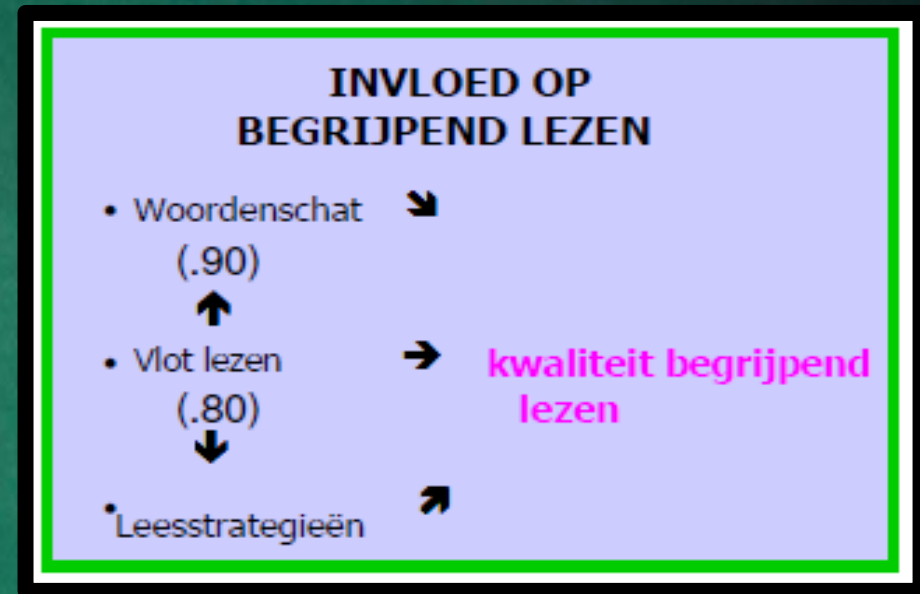 INVLOED OP
BEGRIJPEND LEZEN
• Woordenschat
(.90)
• Vlot lezen
kwaliteit begrijpend
(.80)
lezen
• Leesstrategieën